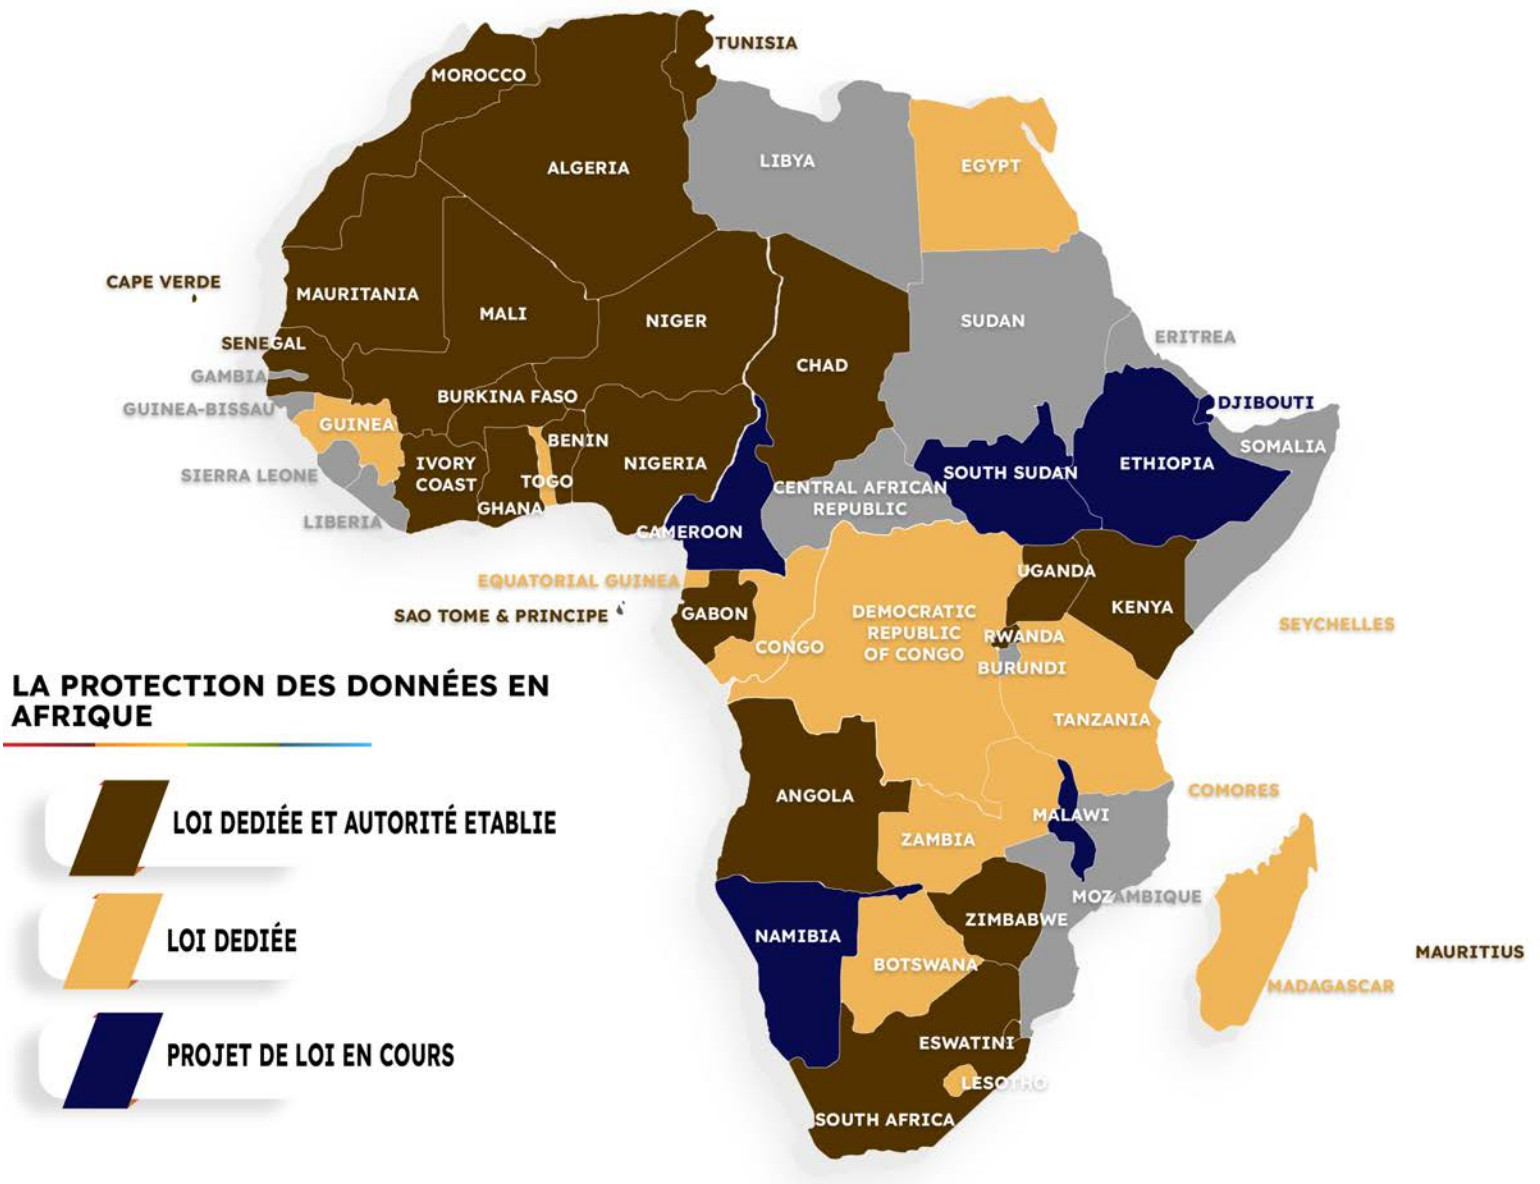 TUNISIA
MOROCCO
ALGERIA
LIBYA
EGYPT
CAPE VERDE
MAURITANIA
MALI
NIGER
SUDAN
ERITREA
SENEGAL
CHAD
GAMBIA
BURKINA FASO
DJIBOUTI
GUINEA-BISSAU
GUINEA
BENIN
SOMALIA
IVORY
COAST
NIGERIA
SOUTH SUDAN
ETHIOPIA
SIERRA LEONE
TOGO
CENTRAL AFRICAN
REPUBLIC
GHANA
LIBERIA
CAMEROON
UGANDA
EQUATORIAL GUINEA
SAO TOME & PRINCIPE
GABON
DEMOCRATIC
REPUBLIC
OF CONGO
KENYA
SEYCHELLES
RWANDA
CONGO
BURUNDI
LA PROTECTION DES DONNÉES EN
AFRIQUE
TANZANIA
ANGOLA
COMORES
MALAWI
LOI DEDIÉE ET AUTORITÉ ETABLIE
ZAMBIA
MOZAMBIQUE
ZIMBABWE
NAMIBIA
LOI DEDIÉE
BOTSWANA
MAURITIUS
MADAGASCAR
ESWATINI
PROJET DE LOI EN COURS
LESOTHO
SOUTH AFRICA